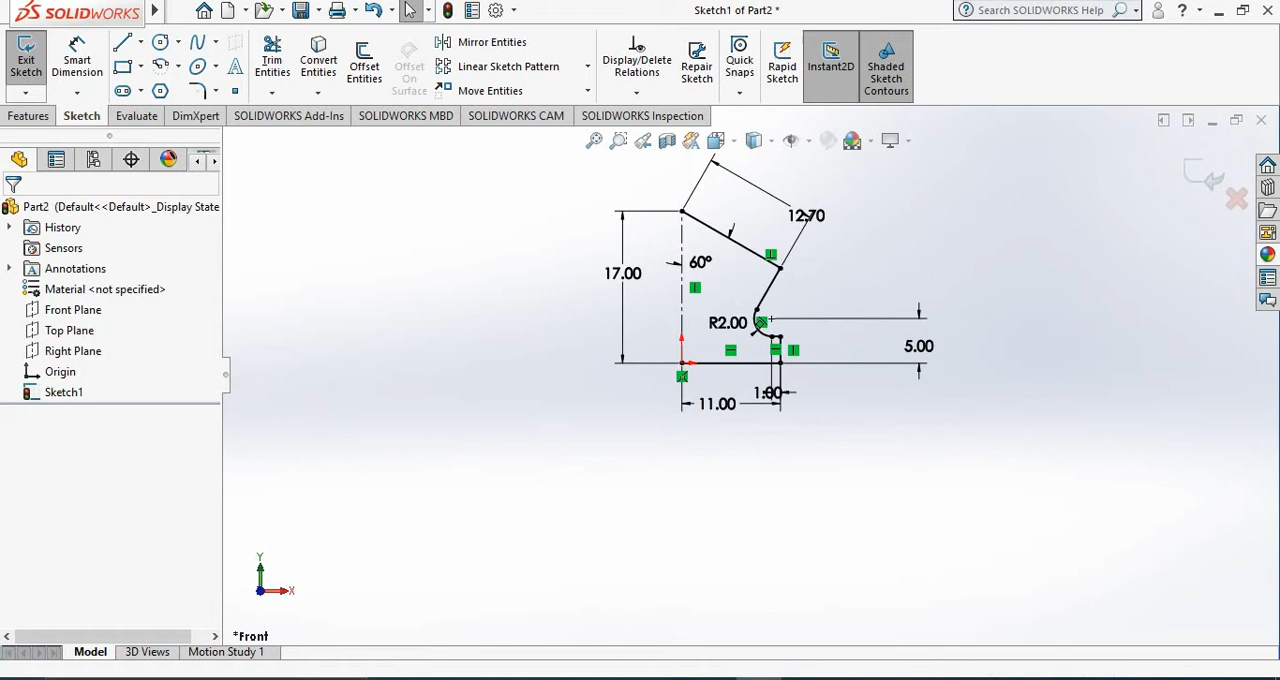 SOLIDWORKS
Sketch1 of Part2 *
Search SOLIDWORKS Help
Exit Sketch
Smart Dimension
Trim Entities
Convert Entities
Offset Entities
Offset On Surface
Mirror Entities
Linear Sketch Pattern
Move Entities
Display/Delete Relations
Repair Sketch
Quick Snaps
Rapid Sketch
Instant2D
Shaded Sketch Contours
Features
Sketch
Evaluate
DimXpert
SOLIDWORKS Add-Ins
SOLIDWORKS MBD
SOLIDWORKS CAM
SOLIDWORKS Inspection
Part2 (Default<<Default>_Display State
History
Sensors
Annotations
Material <not specified>
Front Plane
Top Plane
Right Plane
Origin
Sketch1
12.70
60°
17.00
R2.00
5.00
1.00
11.00
Y
X
*Front
Model
3D Views
Motion Study 1